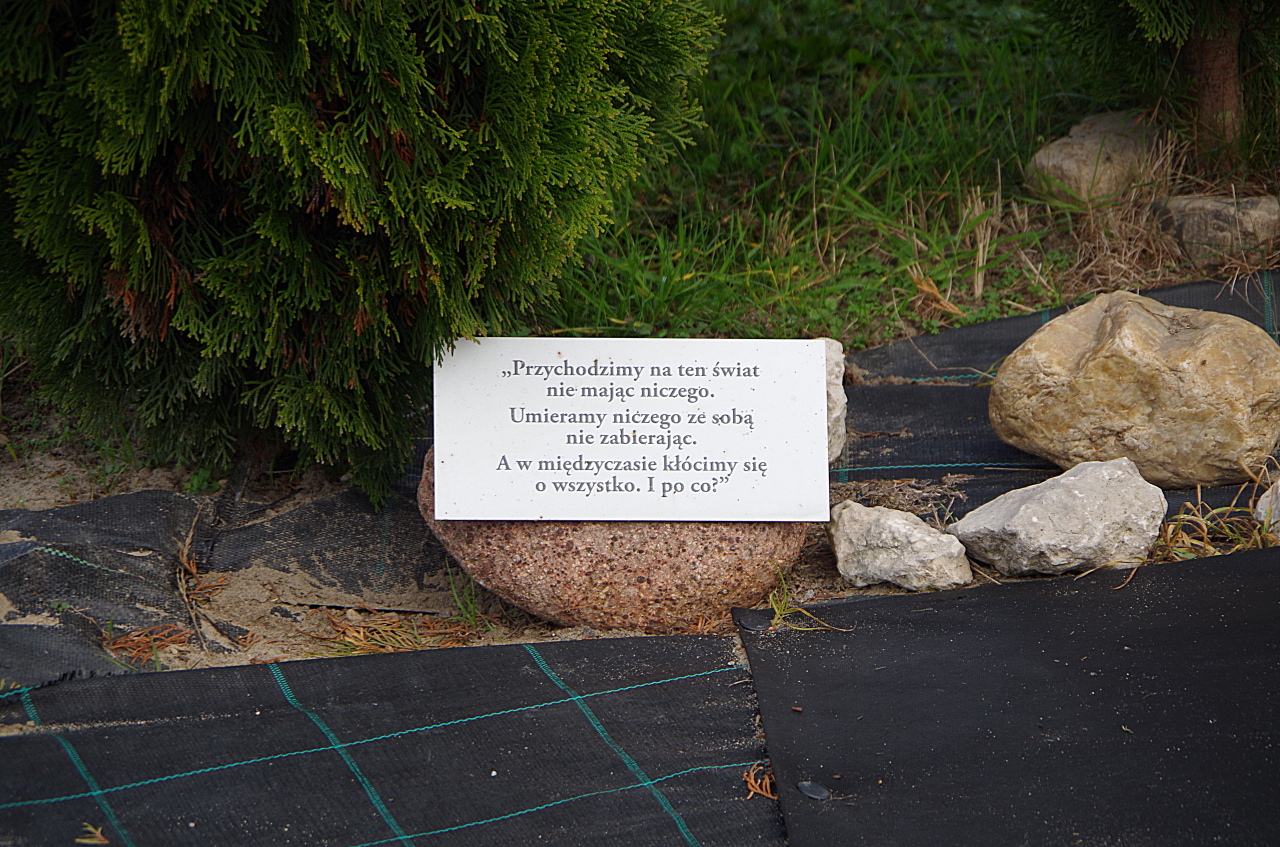 „Przychodzimy na ten świat
nie mając niczego.
Umieramy niczego ze sobą
nie zabierając.
A w międzyczasie kłócimy się
o wszystko. I po co?”